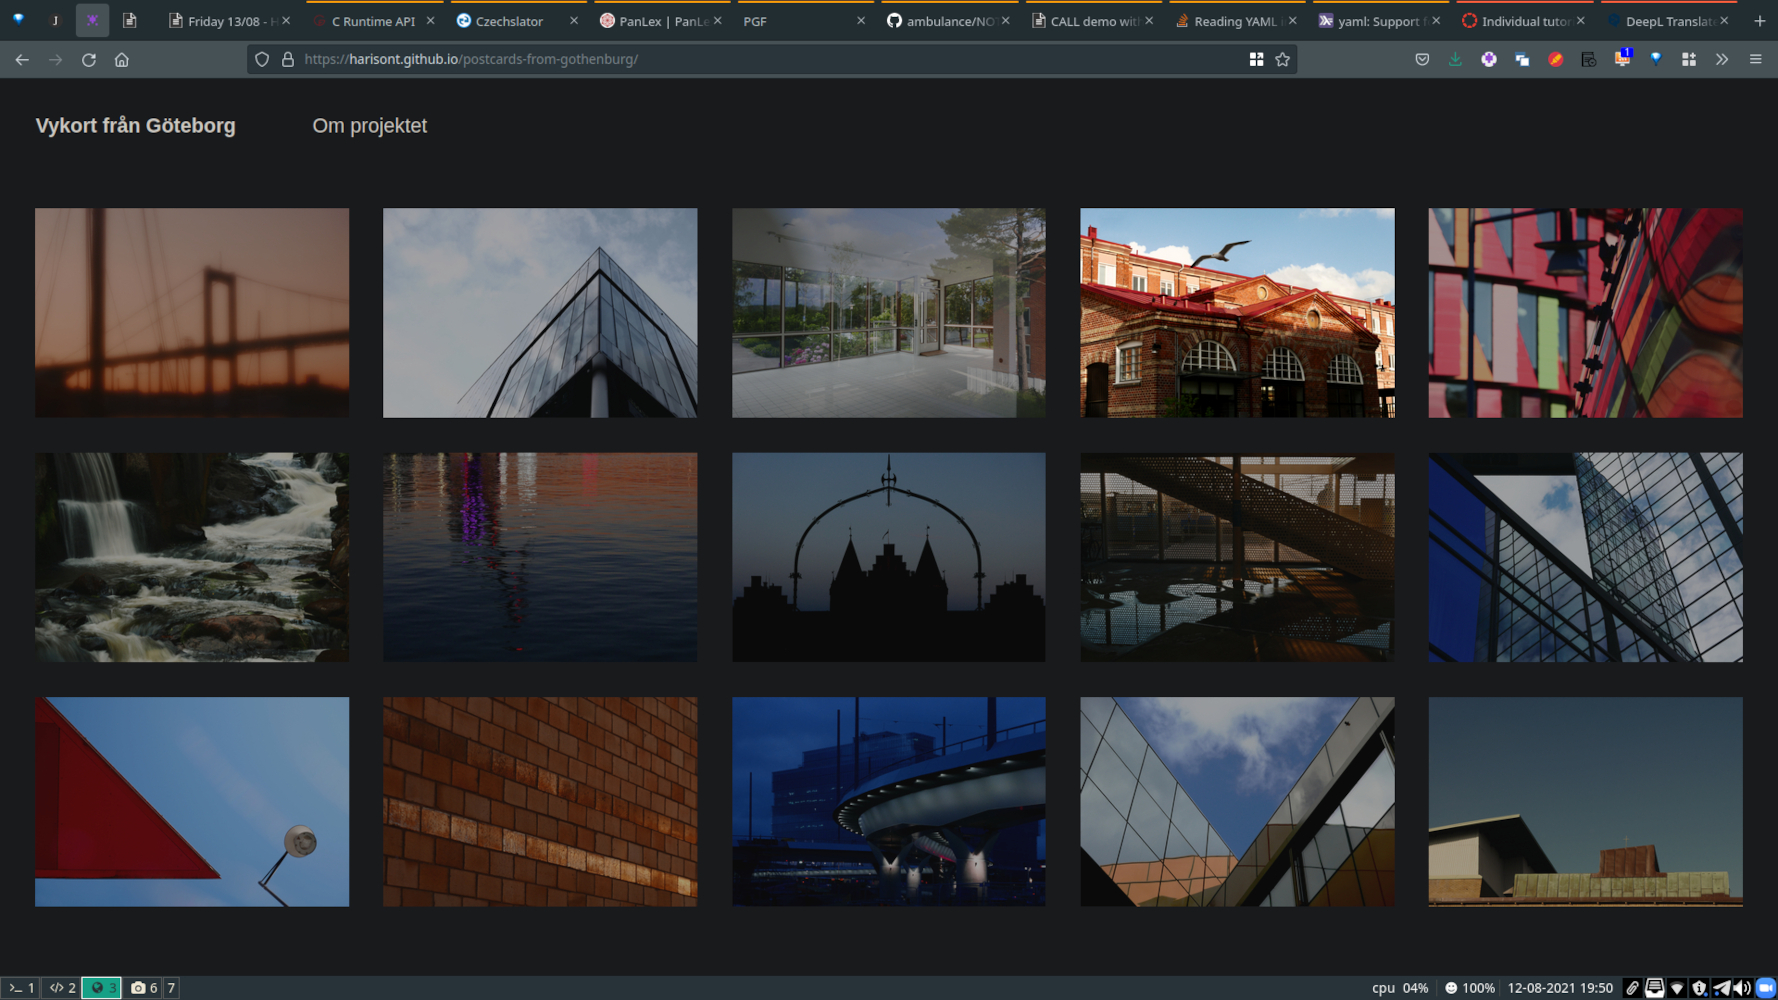 Friday 13/08 - H
C Runtime API
Czechslator
PanLex | PanLe
PGF
ambulance/NO
CALL demo wit
Reading YAML i
yaml: Support f
Individual tutor
DeepL Translate
https://harisont.github.io/postcards-from-gothenburg/
1
Vykort från Göteborg
Om projektet
1 2 3 6 7
cpu 04% 100% 12-08-2021 19:50